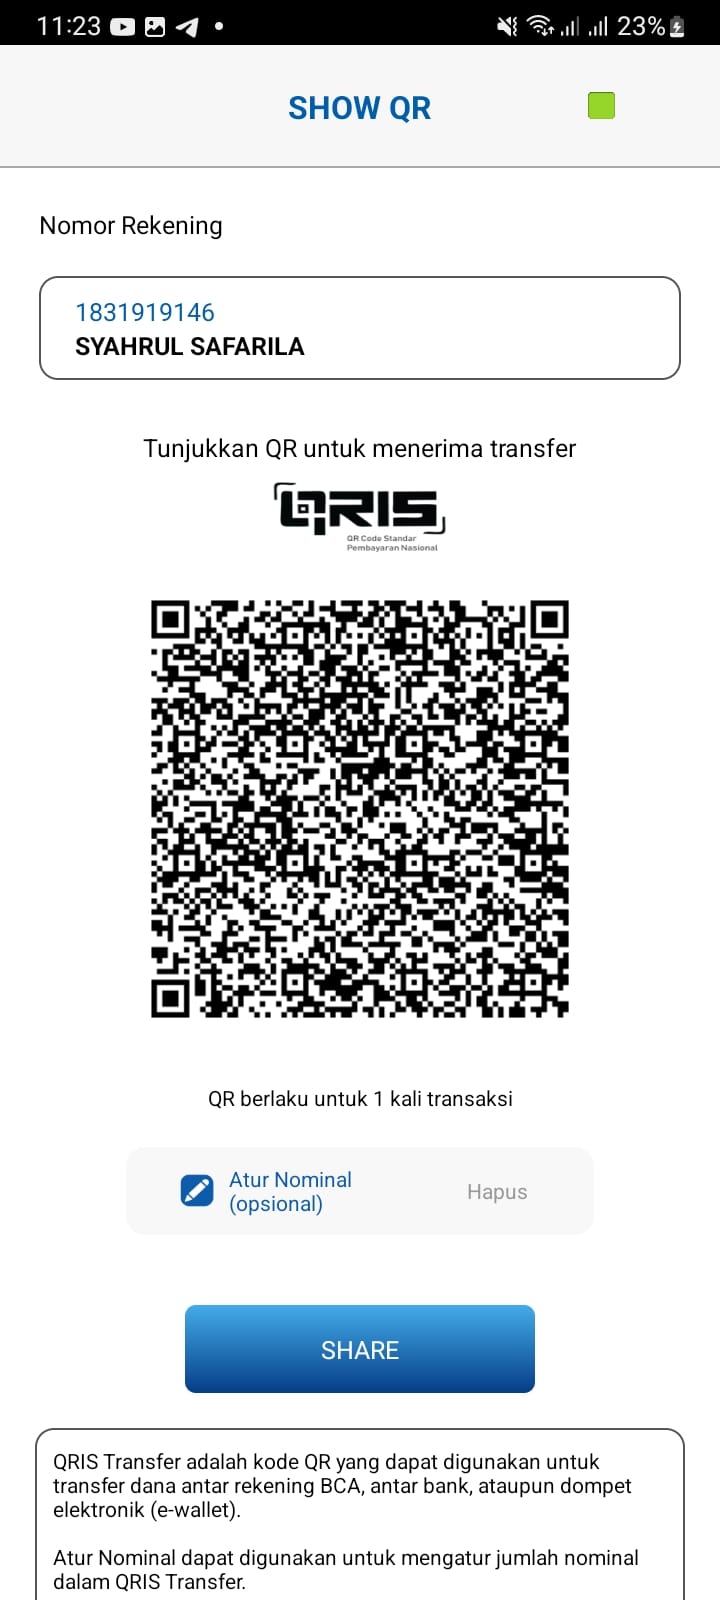 11:23
23%
SHOW QR
Nomor Rekening
1831919146
SYAHRUL SAFARILA
Tunjukkan QR untuk menerima transfer
QRIS
QR Code Standar
Pembayaran Nasional
QR berlaku untuk 1 kali transaksi
Atur Nominal
(opsional)
Hapus
SHARE
QRIS Transfer adalah kode QR yang dapat digunakan untuk
transfer dana antar rekening BCA, antar bank, ataupun dompet
elektronik (e-wallet).
Atur Nominal dapat digunakan untuk mengatur jumlah nominal
dalam QRIS Transfer.